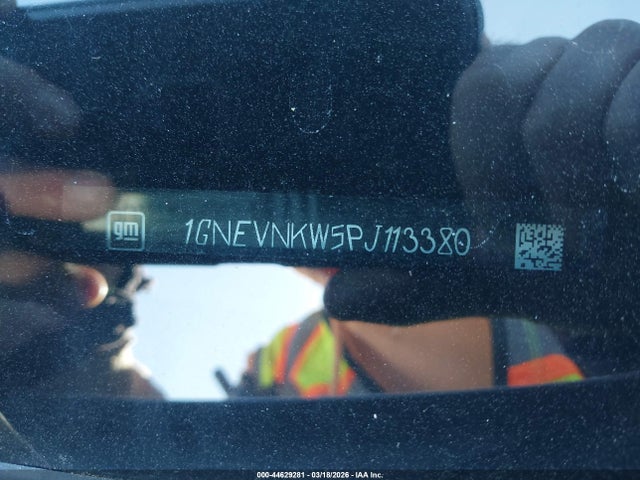 gm 1GNEVNKW5PJ113380
000-44629281 - 03/18/2026 - IAA Inc.